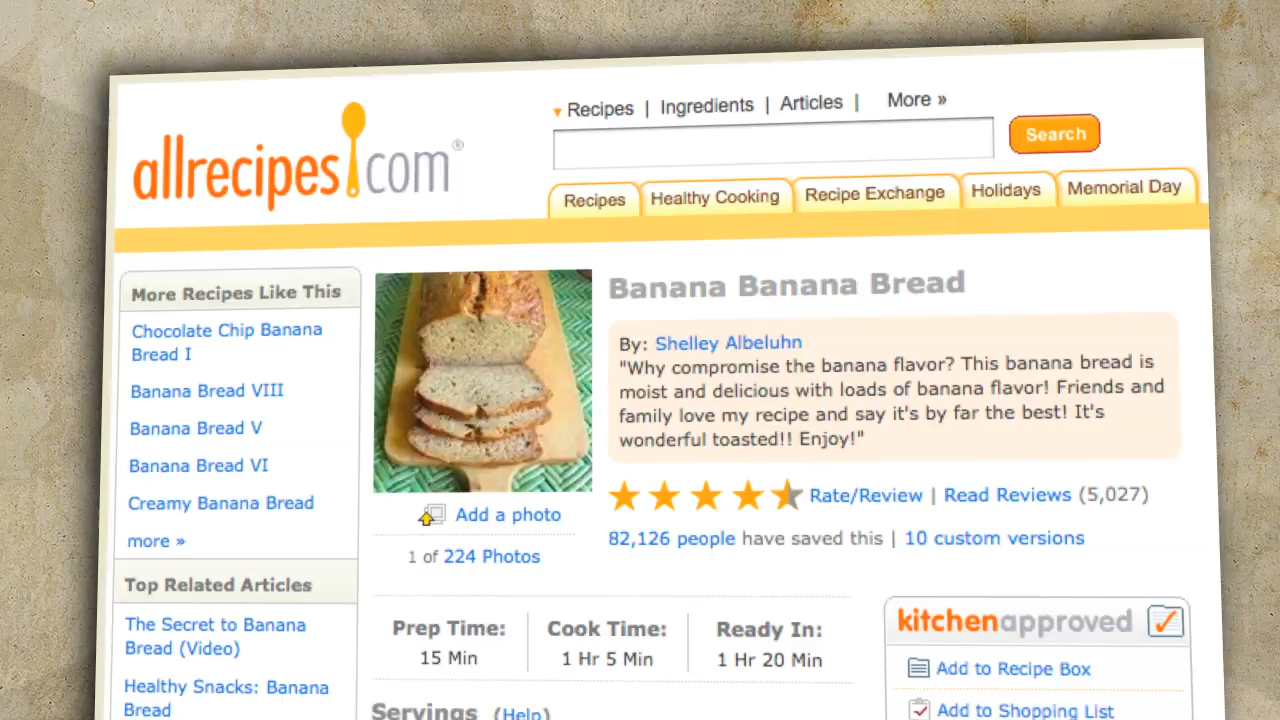 allrecipes.com®
Recipes | Ingredients | Articles | More »
Search
Recipes
Healthy Cooking
Recipe Exchange
Holidays
Memorial Day
More Recipes Like This
Chocolate Chip Banana
Bread I
Banana Bread VIII
Banana Bread V
Banana Bread VI
Creamy Banana Bread
more »
Top Related Articles
The Secret to Banana
Bread (Video)
Healthy Snacks: Banana
Bread
Add a photo
1 of 224 Photos
Banana Banana Bread
By: Shelley Albeluhn
"Why compromise the banana flavor? This banana bread is
moist and delicious with loads of banana flavor! Friends and
family love my recipe and say it's by far the best! It's
wonderful toasted!! Enjoy!"
Rate/Review | Read Reviews (5,027)
82,126 people have saved this | 10 custom versions
Prep Time:
15 Min
Cook Time:
1 Hr 5 Min
Ready In:
1 Hr 20 Min
Servings (Help)
kitchenapproved
Add to Recipe Box
Add to Shopping List